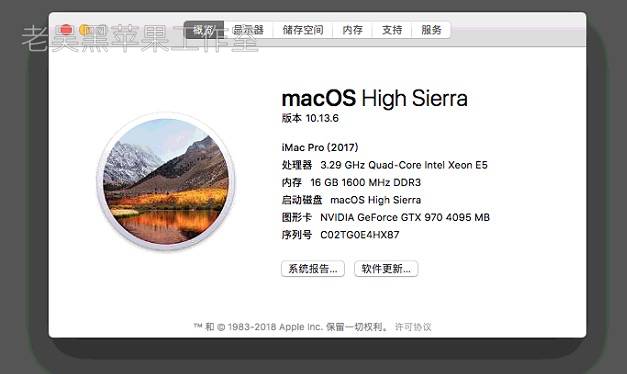 老吴黑苹果工作室
概览 显示器 储存空间 内存 支持 服务
macOS High Sierra
版本 10.13.6
iMac Pro (2017)
处理器 3.29 GHz Quad-Core Intel Xeon E5
内存 16 GB 1600 MHz DDR3
启动磁盘 macOS High Sierra
图形卡 NVIDIA GeForce GTX 970 4095 MB
序列号 C02TG0E4HX87
系统报告... 软件更新...
™ 和 © 1983-2018 Apple Inc. 保留一切权利。 许可协议